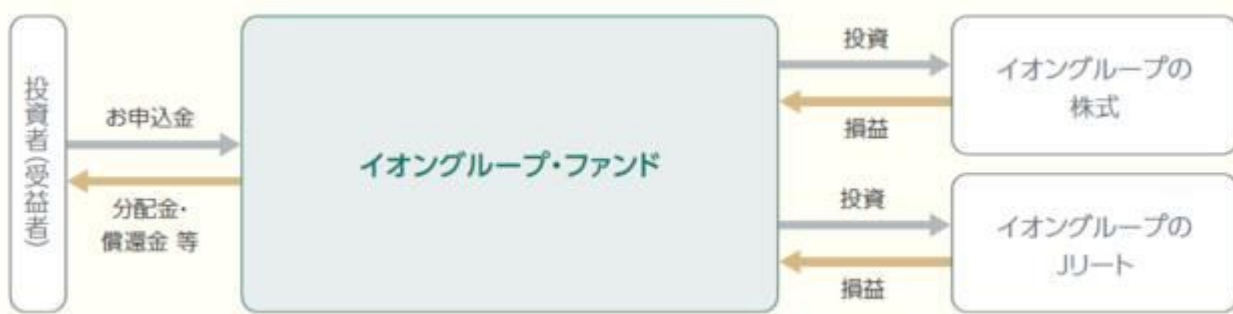 投資者(受益者)
お申込金
分配金・
償還金 等
イオングループ・ファンド
投資
損益
イオングループの
株式
投資
損益
イオングループの
Jリート